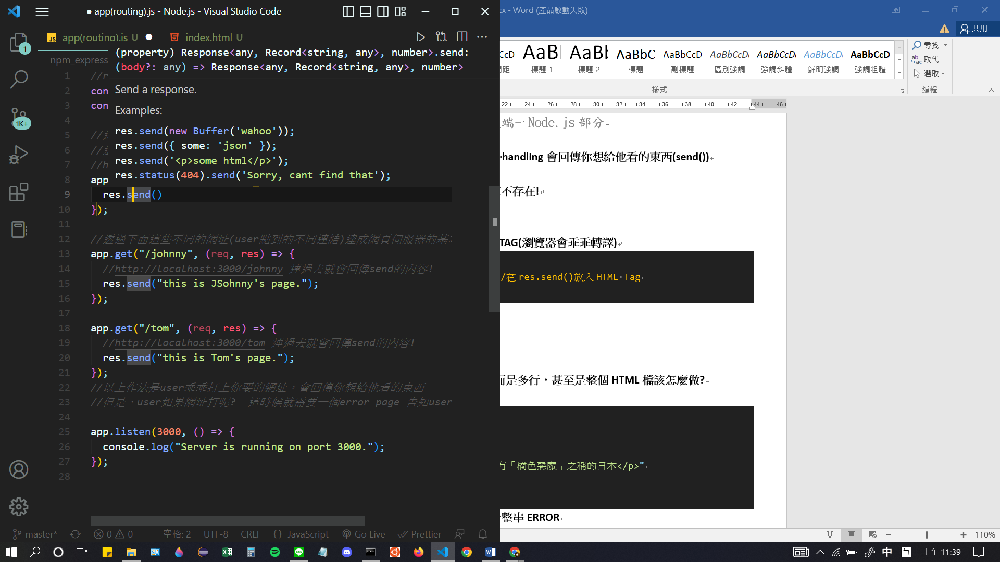 ● app(routing).js - Node.js - Visual Studio Code
JS app(routing).js U ● index.html U
npm_express
(property) Response<any, Record<string, any>, number>.send:
(body?: any) => Response<any, Record<string, any>, number>
Send a response.
Examples:
res.send(new Buffer('wahoo'));
res.send({ some: 'json' });
res.send('<p>some html</p>');
res.status(404).send('Sorry, cant find that');
1 //r
2 con
3 con
4
5 //
6 //
7 //h
8 app
9 res.send()
10 });
11
12 //透過下面這些不同的網址(user點到的不同連結)達成網頁伺服器的基
13 app.get("/johnny", (req, res) => {
14 //http://localhost:3000/johnny 連過去就會回傳send的內容!
15 res.send("this is JSohnny's page.");
16 });
17
18 app.get("/tom", (req, res) => {
19 //http://localhost:3000/tom 連過去就會回傳send的內容!
20 res.send("this is Tom's page.");
21 });
22 //以上作法是user乖乖打上你要的網址，會回傳你想給他看的東西
23 //但是，user如果網址打呢? 這時候就需要一個error page 告知user
24
25 app.listen(3000, () => {
26 console.log("Server is running on port 3000.");
27 });
28
1
1K+
master* 0 0 空格: 2 UTF-8 CRLF {} JavaScript Go Live Prettier
cx - Word (產品啟動失敗)
共用
CcD AaBl AaBl AaBbC AaBbCcD AaBbCcDc AaBbCcDc AaBbCcDc AaBbCcD
距 標題 1 標題 2 標題 副標題 區別強調 強調斜體 鮮明強調 強調粗體
樣式
尋找
取代
選取
編輯
22 24 26 28 30 32 34 36 38 40 42 44 46
端-·Node.js 部分
·handling 會回傳你想給他看的東西(send())
不存在!
TAG(瀏覽器會乖乖轉譯)
/在 res.send()放入 HTML·Tag
而是多行，甚至是整個 HTML 檔該怎麼做?
有「橘色惡魔」之稱的日本</p>"
整串 ERROR
110%
中 上午 11:39